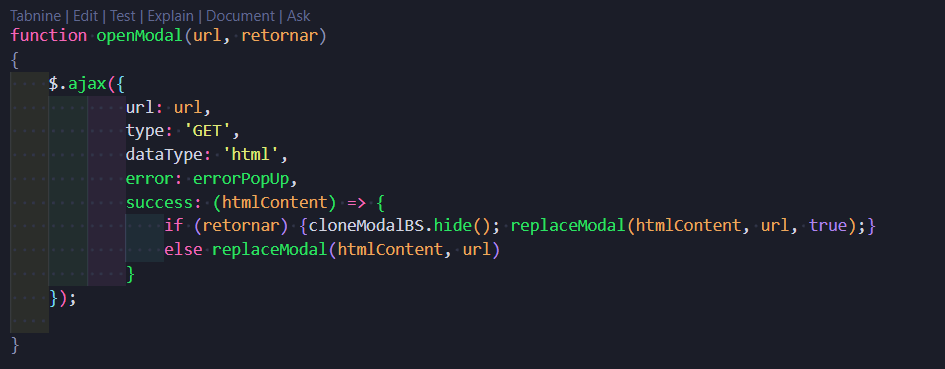 Tabnine | Edit | Test | Explain | Document | Ask
function openModal(url, retornar)
{
    $.ajax({
            url: url,
            type: 'GET',
            dataType: 'html',
            error: errorPopUp,
            success: (htmlContent) => {
                if (retornar) {cloneModalBS.hide(); replaceModal(htmlContent, url, true);}
                else replaceModal(htmlContent, url)
            }
    });
}